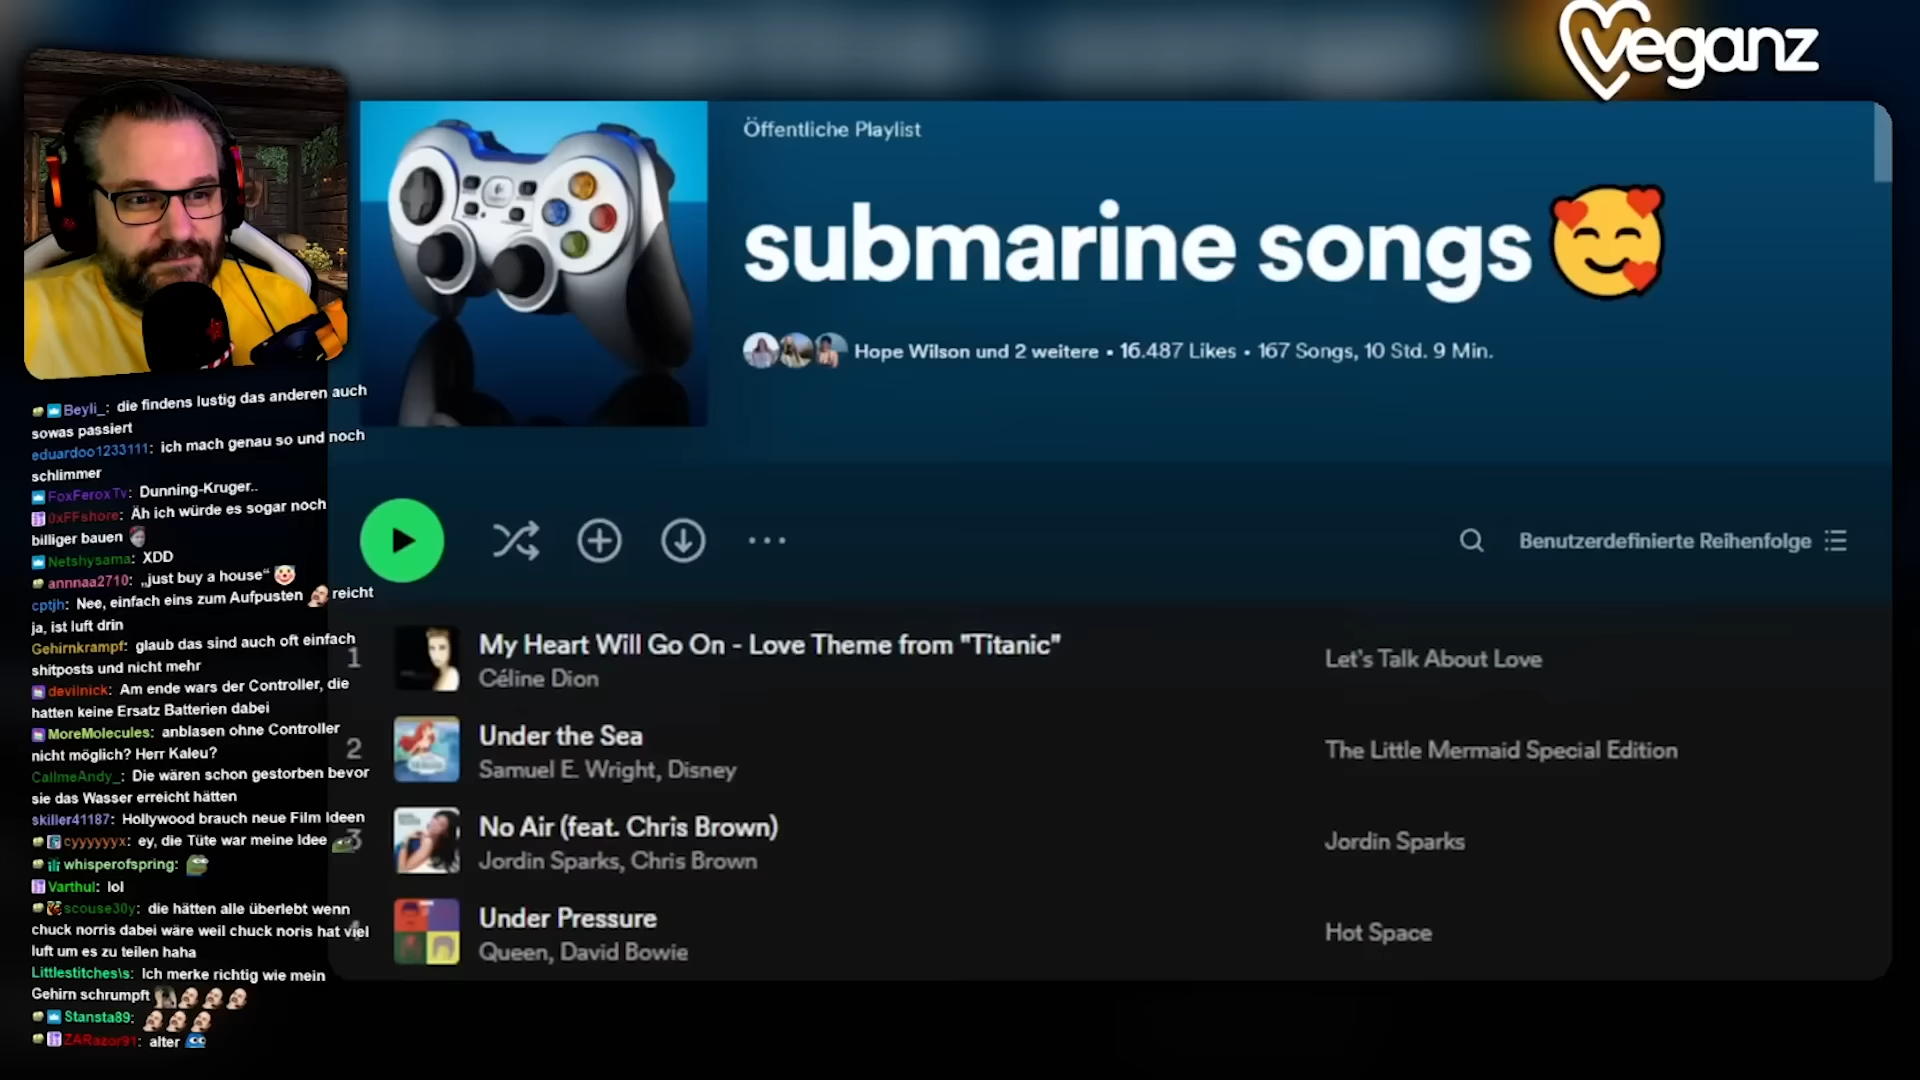 veganz
Öffentliche Playlist
submarine songs
Hope Wilson und 2 weitere • 16.487 Likes • 167 Songs, 10 Std. 9 Min.
Benutzerdefinierte Reihenfolge
1
My Heart Will Go On - Love Theme from "Titanic"
Céline Dion
Let's Talk About Love
2
Under the Sea
Samuel E. Wright, Disney
The Little Mermaid Special Edition
3
No Air (feat. Chris Brown)
Jordin Sparks, Chris Brown
Jordin Sparks
4
Under Pressure
Queen, David Bowie
Hot Space
Beyli_: die findens lustig das anderen auch
sowas passiert
eduardoo1233111: ich mach genau so und noch
schlimmer
FoxFeroxTv: Dunning-Kruger..
0xFFshore: Äh ich würde es sogar noch
billiger bauen
Netshysama: XDD
annnaa2710: „just buy a house“
cptjh: Nee, einfach eins zum Aufpusten reicht
ja, ist luft drin
Gehirnkrampf: glaub das sind auch oft einfach
shitposts und nicht mehr
devilnick: Am ende wars der Controller, die
hatten keine Ersatz Batterien dabei
MoreMolecules: anblasen ohne Controller
nicht möglich? Herr Kaleu?
CallmeAndy_: Die wären schon gestorben bevor
sie das Wasser erreicht hätten
skiller41187: Hollywood brauch neue Film Ideen
cyyyyyyx: ey, die Tüte war meine Idee
whisperofspring:
Varthul: lol
scouse30y: die hätten alle überlebt wenn
chuck norris dabei wäre weil chuck noris hat viel
luft um es zu teilen haha
Littlestitches\s: Ich merke richtig wie mein
Gehirn schrumpft
Stansta89:
ZARazor91: alter